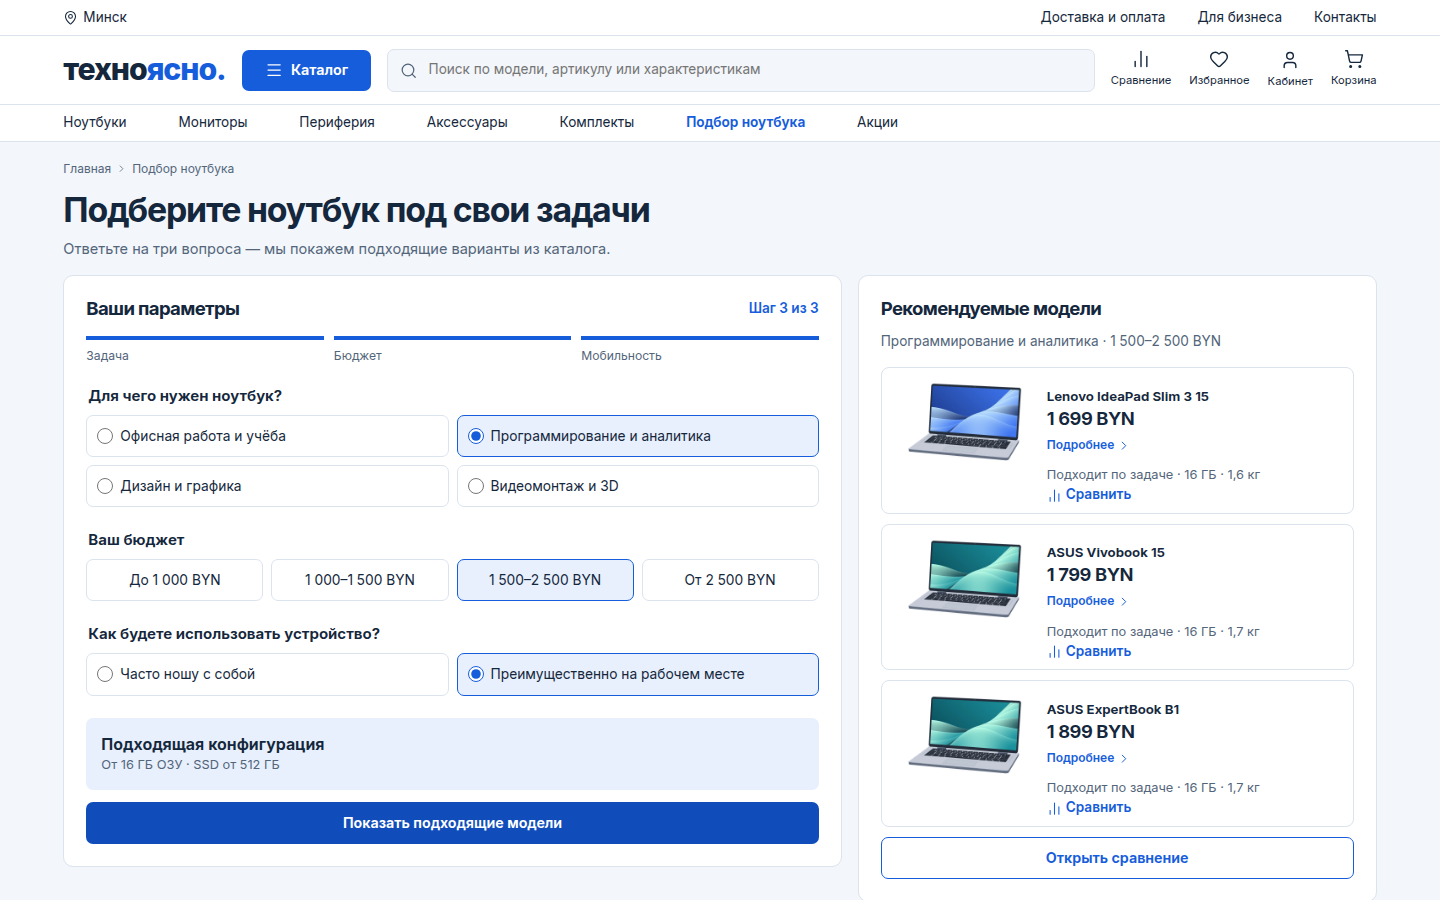 Минск
Доставка и оплата
Для бизнеса
Контакты
техноясно.
Каталог
Поиск по модели, артикулу или характеристикам
Сравнение
Избранное
Кабинет
Корзина
Ноутбуки
Мониторы
Периферия
Аксессуары
Комплекты
Подбор ноутбука
Акции
Главная > Подбор ноутбука
Подберите ноутбук под свои задачи
Ответьте на три вопроса — мы покажем подходящие варианты из каталога.
Ваши параметры
Шаг 3 из 3
Задача
Бюджет
Мобильность
Для чего нужен ноутбук?
Офисная работа и учёба
Программирование и аналитика
Дизайн и графика
Видеомонтаж и 3D
Ваш бюджет
До 1 000 BYN
1 000–1 500 BYN
1 500–2 500 BYN
От 2 500 BYN
Как будете использовать устройство?
Часто ношу с собой
Преимущественно на рабочем месте
Подходящая конфигурация
От 16 ГБ ОЗУ · SSD от 512 ГБ
Показать подходящие модели
Рекомендуемые модели
Программирование и аналитика · 1 500–2 500 BYN
Lenovo IdeaPad Slim 3 15
1 699 BYN
Подробнее
Подходит по задаче · 16 ГБ · 1,6 кг
Сравнить
ASUS Vivobook 15
1 799 BYN
Подробнее
Подходит по задаче · 16 ГБ · 1,7 кг
Сравнить
ASUS ExpertBook B1
1 899 BYN
Подробнее
Подходит по задаче · 16 ГБ · 1,7 кг
Сравнить
Открыть сравнение